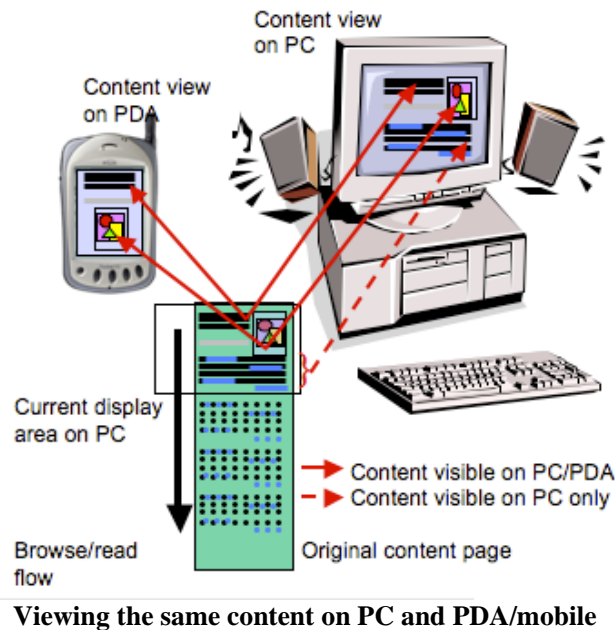 Content view
on PC
Content view
on PDA
Current display
area on PC
Content visible on PC/PDA
Content visible on PC only
Browse/read
flow
Original content page
Viewing the same content on PC and PDA/mobile